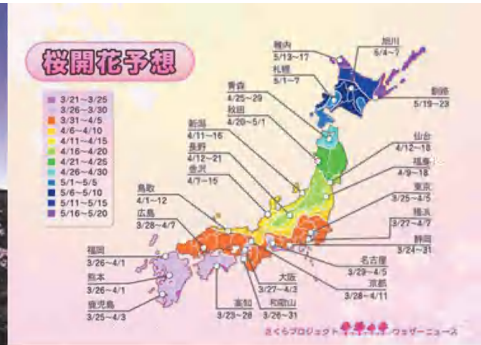 桜開花予想
3/21~3/25
3/26~3/30
3/31~4/5
4/6~4/10
4/11~4/15
4/16~4/20
4/21~4/25
4/26~4/30
5/1~5/5
5/6~5/10
5/11~5/15
5/16~5/20
稚内
5/13~17
旭川
5/4~7
札幌
5/1~7
釧路
5/19~23
青森
4/25~29
秋田
4/20~5/1
新潟
4/11~16
長野
4/12~21
金沢
4/7~15
仙台
4/12~18
福島
4/9~18
東京
3/25~4/5
横浜
3/27~4/7
静岡
3/24~31
名古屋
3/29~4/5
京都
3/28~4/11
鳥取
4/1~12
広島
3/28~4/7
福岡
3/26~4/1
熊本
3/26~4/1
鹿児島
3/25~4/3
大阪
3/27~4/3
和歌山
3/26~31
高知
3/23~28
さくらプロジェクト
ウェザーニュース